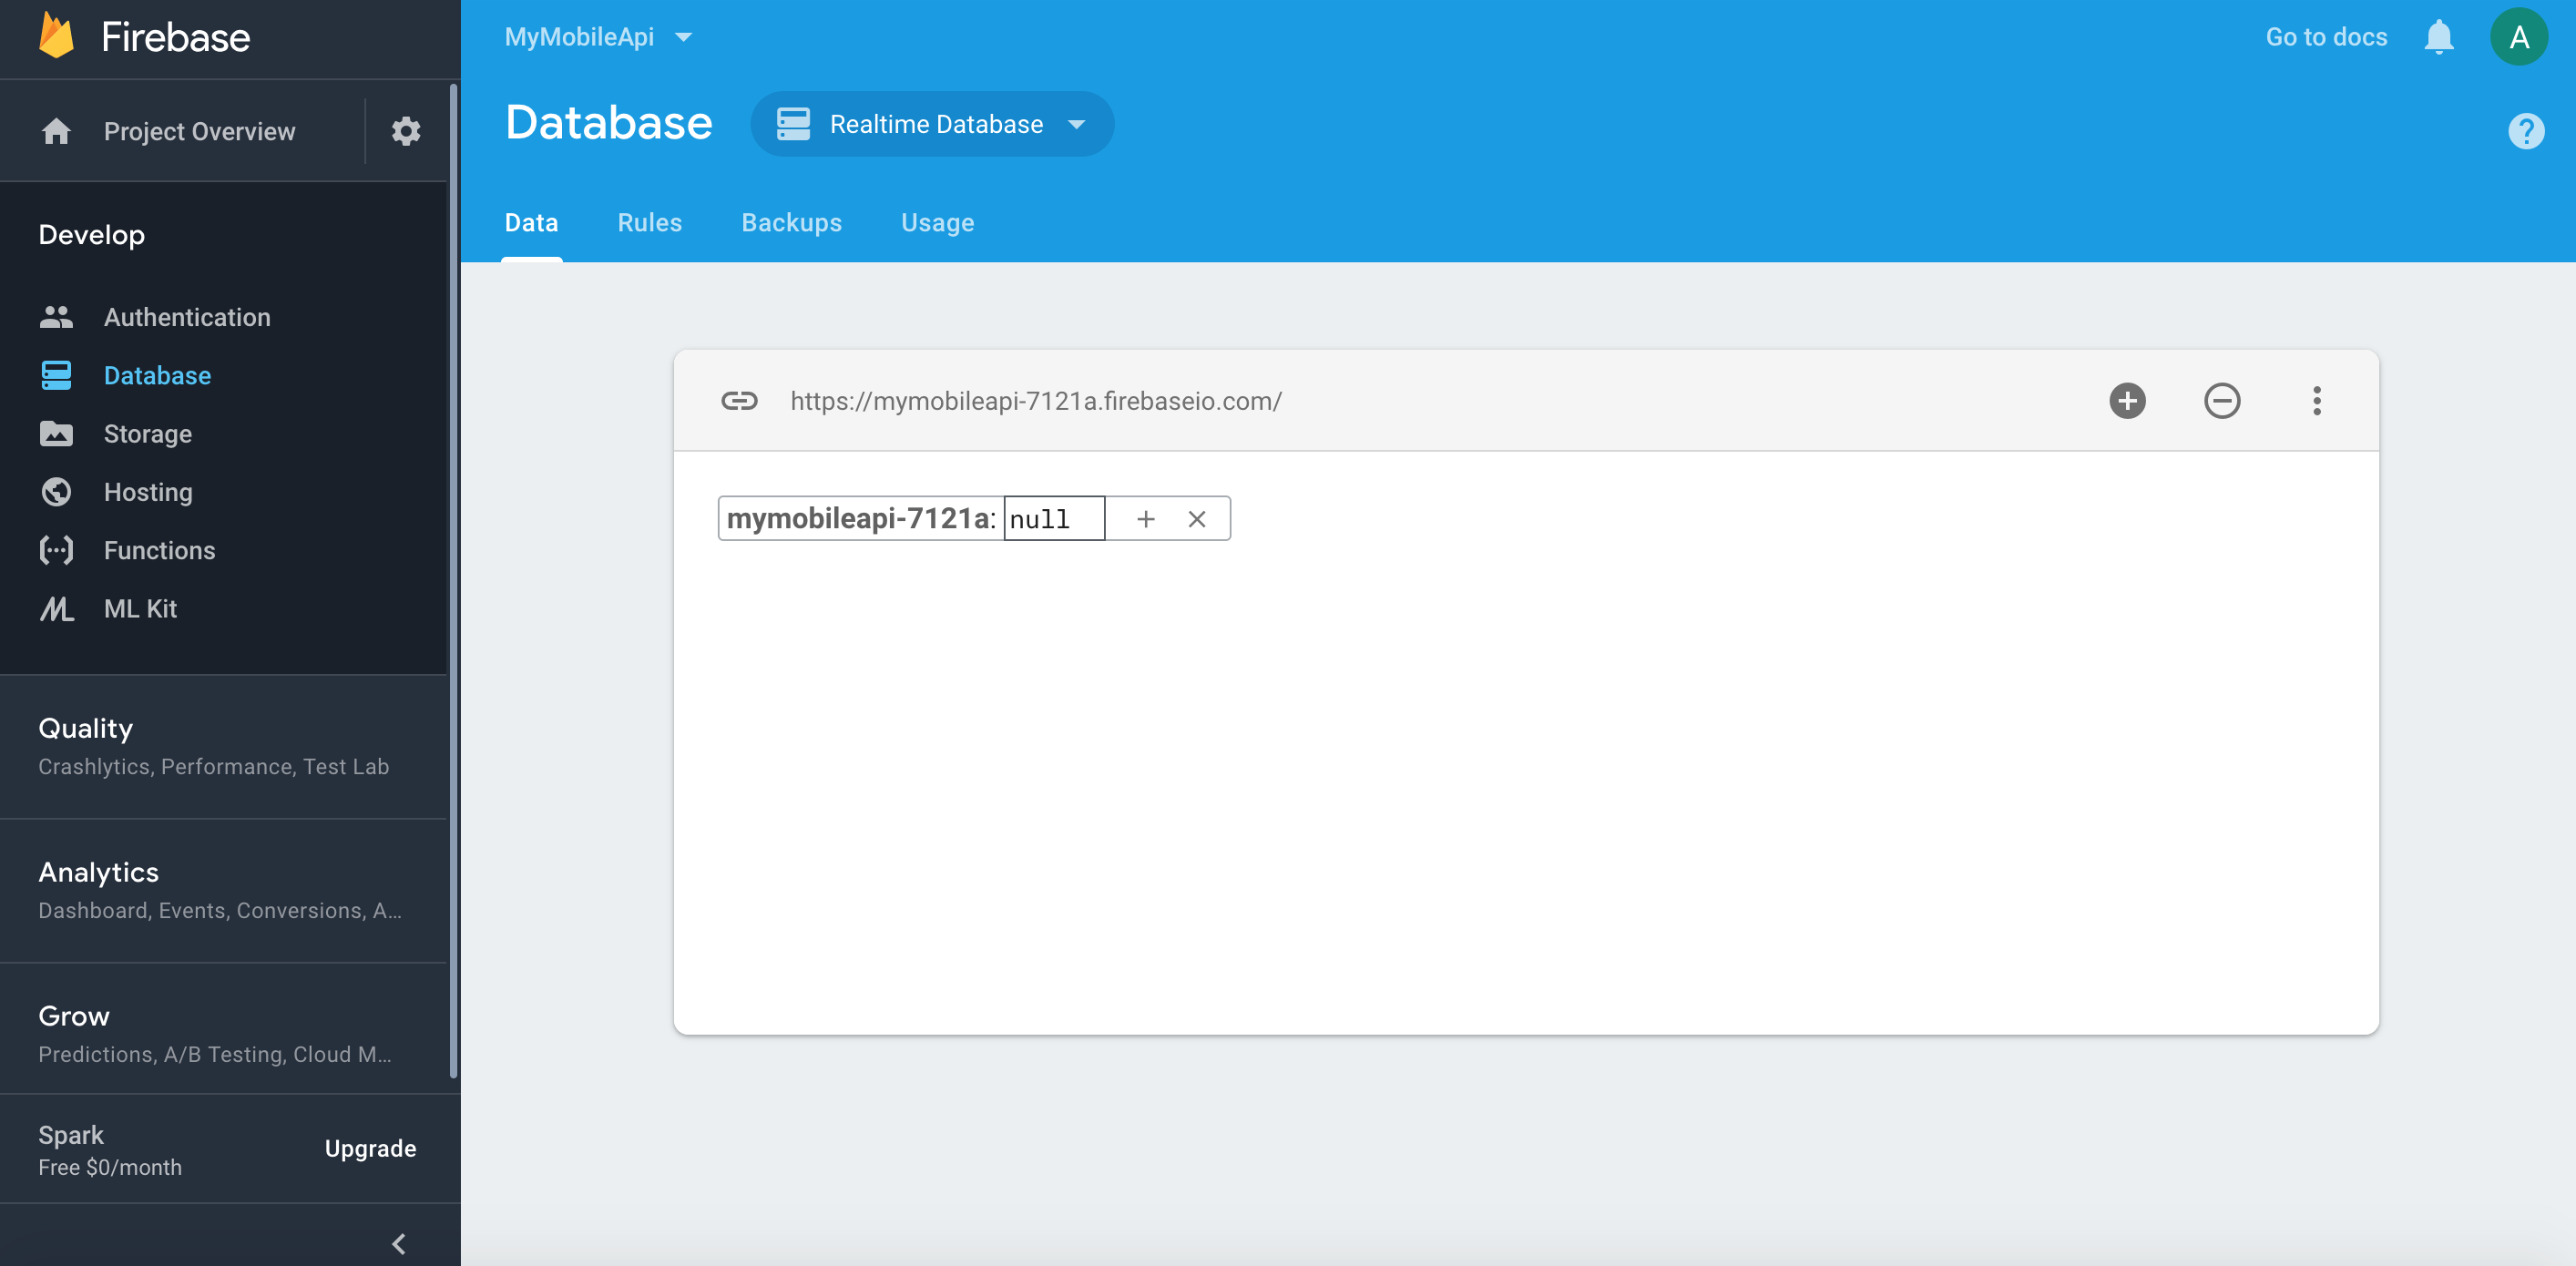 Firebase
Project Overview
Develop
Authentication
Database
Storage
Hosting
Functions
ML Kit
Quality
Crashlytics, Performance, Test Lab
Analytics
Dashboard, Events, Conversions, A...
Grow
Predictions, A/B Testing, Cloud M...
Spark
Free $0/month
Upgrade
MyMobileApi
Go to docs
A
Database
Realtime Database
?
Data Rules Backups Usage
https://mymobileapi-7121a.firebaseio.com/
mymobileapi-7121a: null